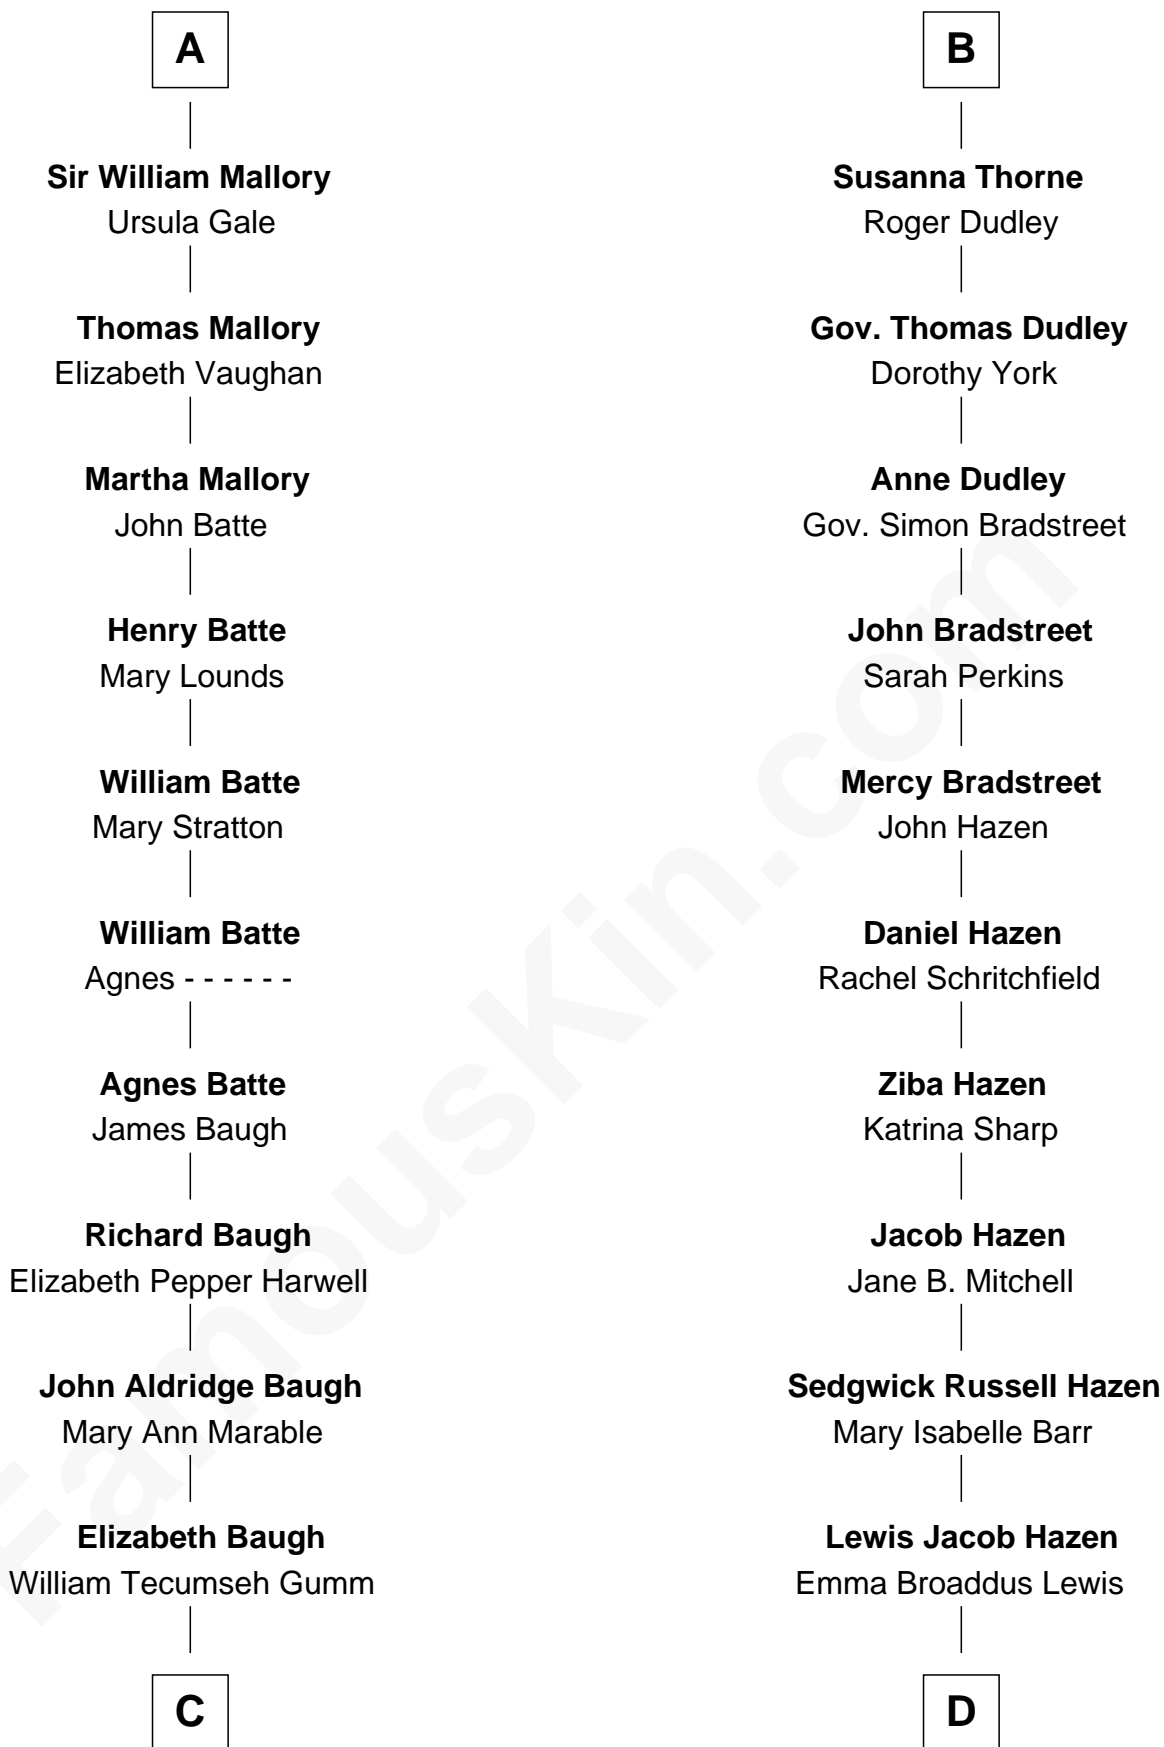 A
Sir William Mallory
Ursula Gale
Thomas Mallory
Elizabeth Vaughan
Martha Mallory
John Batte
Henry Batte
Mary Lounds
William Batte
Mary Stratton
William Batte
Agnes - - - - - -
Agnes Batte
James Baugh
Richard Baugh
Elizabeth Pepper Harwell
John Aldridge Baugh
Mary Ann Marable
Elizabeth Baugh
William Tecumseh Gumm
C
B
Susanna Thorne
Roger Dudley
Gov. Thomas Dudley
Dorothy York
Anne Dudley
Gov. Simon Bradstreet
John Bradstreet
Sarah Perkins
Mercy Bradstreet
John Hazen
Daniel Hazen
Rachel Schritchfield
Ziba Hazen
Katrina Sharp
Jacob Hazen
Jane B. Mitchell
Sedgwick Russell Hazen
Mary Isabelle Barr
Lewis Jacob Hazen
Emma Broaddus Lewis
D
FamousKin.com